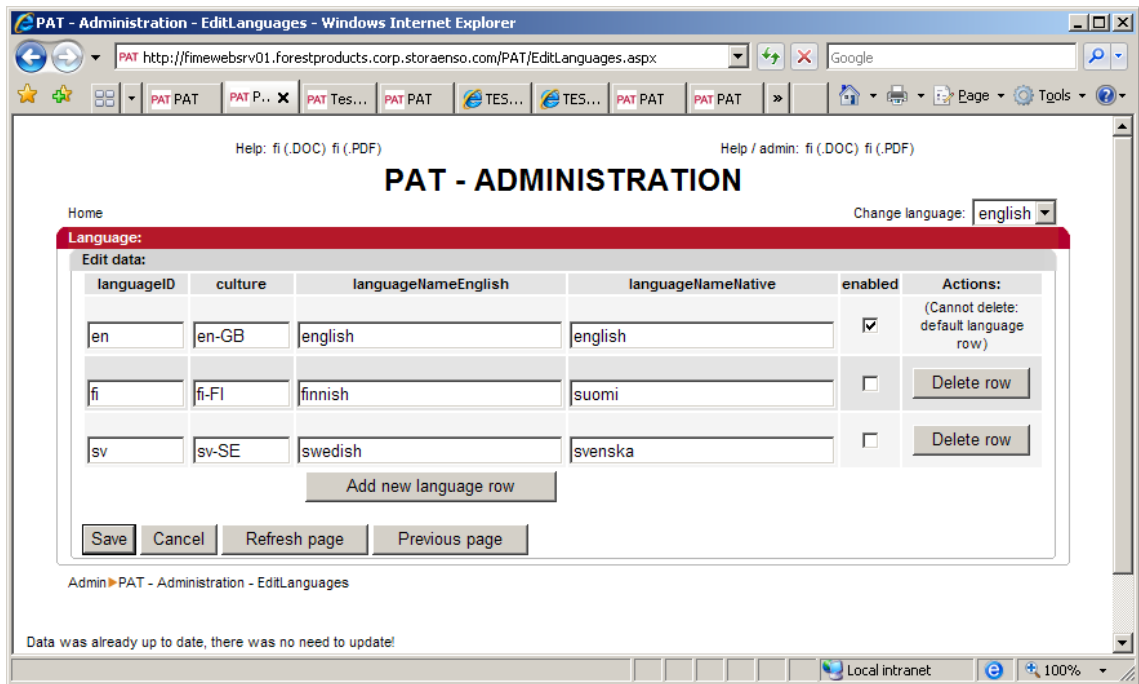 PAT - Administration - EditLanguages - Windows Internet Explorer
PAT http://fimewebsrv01.forestproducts.corp.storaenso.com/PAT/EditLanguages.aspx Google
PAT PAT PAT P.. X PAT Tes... PAT PAT TES... TES... PAT PAT PAT PAT » Page Tools
Help: fi (.DOC) fi (.PDF) Help / admin: fi (.DOC) fi (.PDF)
PAT - ADMINISTRATION
Home Change language: english
Language:
Edit data:
languageID culture languageNameEnglish languageNameNative enabled Actions:
en en-GB english english (Cannot delete:
default language
row)
fi fi-FI finnish suomi Delete row
sv sv-SE swedish svenska Delete row
Add new language row
Save Cancel Refresh page Previous page
Admin PAT - Administration - EditLanguages
Data was already up to date, there was no need to update!
Local intranet 100%